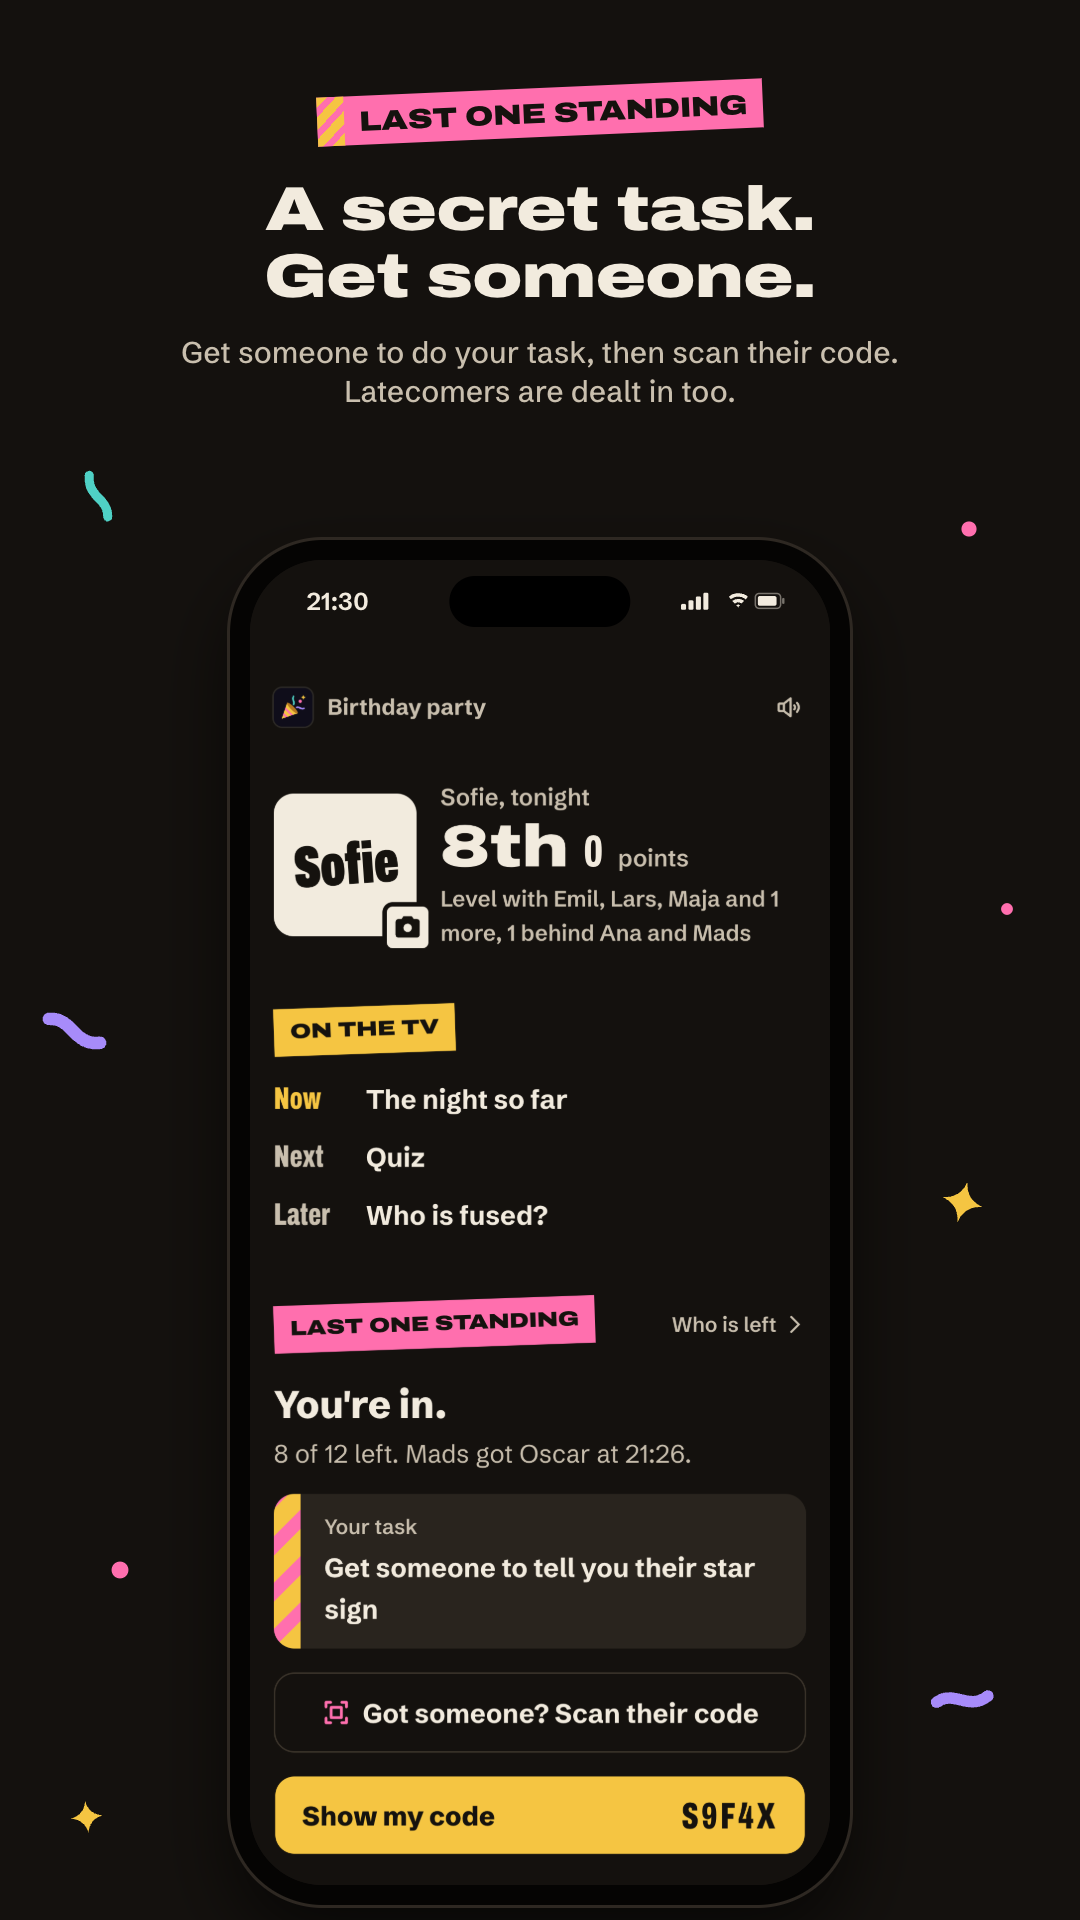 LAST ONE STANDING
A secret task.
Get someone.
Get someone to do your task, then scan their code.
Latecomers are dealt in too.
21:30
Birthday party
Sofie
Sofie, tonight
8th 0 points
Level with Emil, Lars, Maja and 1
more, 1 behind Ana and Mads
ON THE TV
Now The night so far
Next Quiz
Later Who is fused?
LAST ONE STANDING
Who is left
You're in.
8 of 12 left. Mads got Oscar at 21:26.
Your task
Get someone to tell you their star
sign
Got someone? Scan their code
Show my code S9F4X